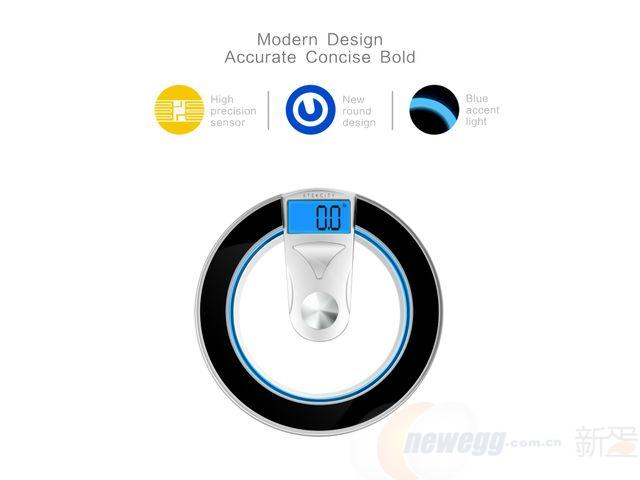 Modern Design
Accurate Concise Bold
High
precision
sensor
New
round
design
Blue
accent
light
ETEKCITY
0.0
lb
newegg.com.cn 新蛋